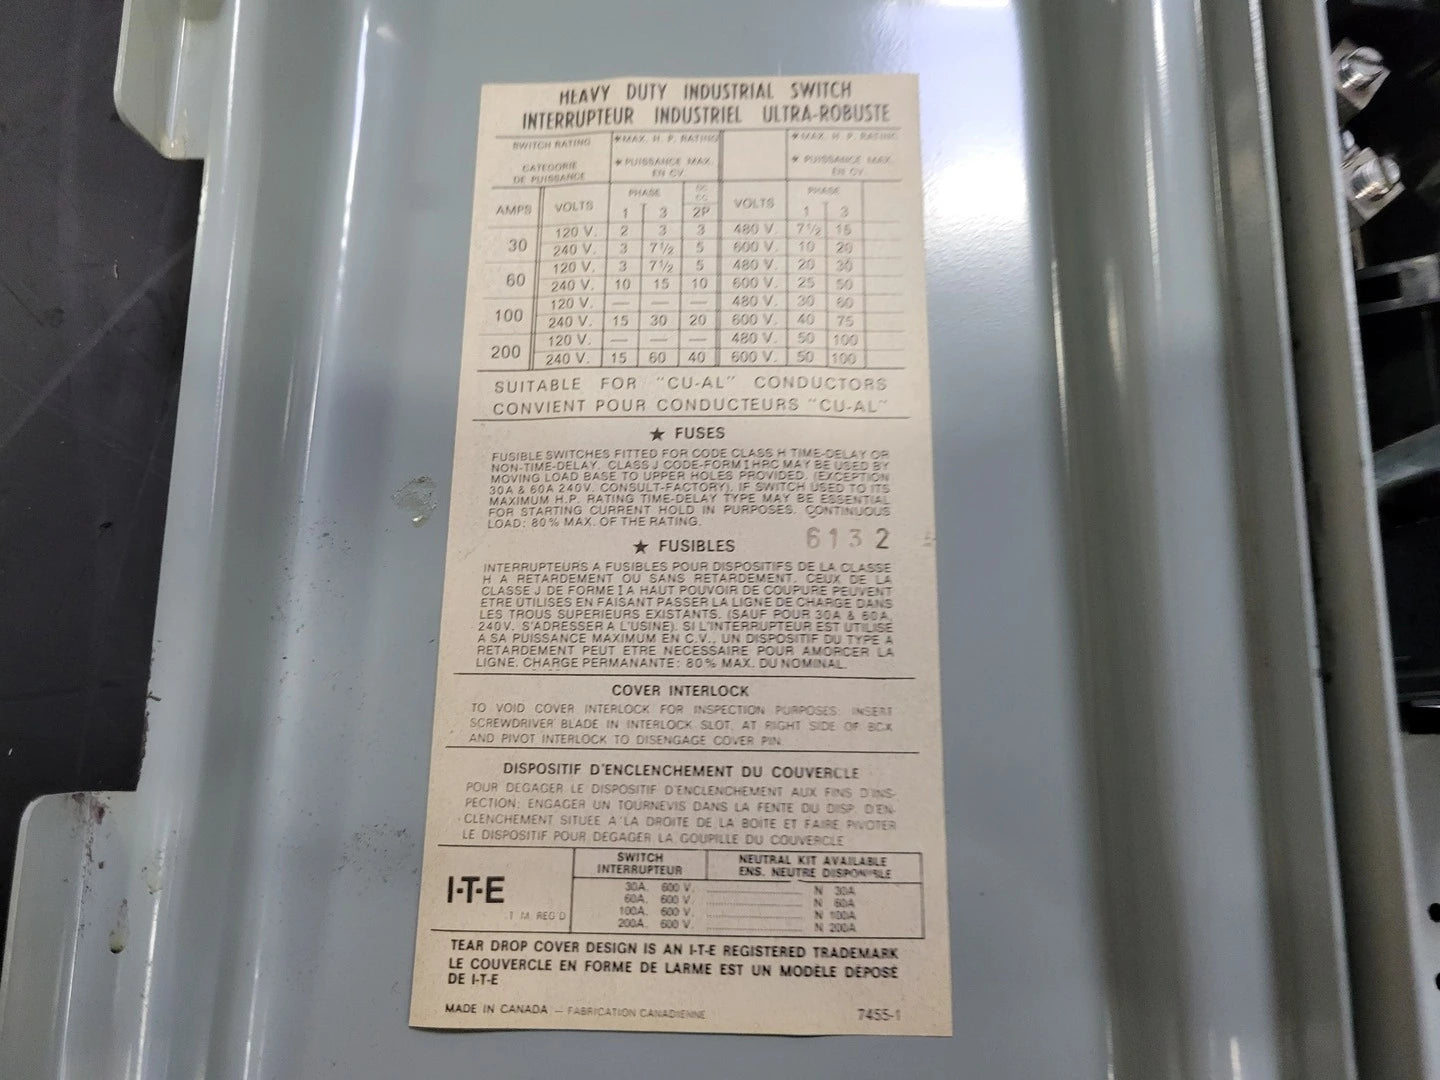 HEAVY DUTY INDUSTRIAL SWITCH
INTERRUPTEUR INDUSTRIEL ULTRA-ROBUSTE
SWITCH RATING ★MAX. H. P. RATING ★MAX. H. P. RATING
CATEGORIE DE PUISSANCE ★ PUISSANCE MAX. EN CV ★ PUISSANCE MAX. EN CV
PHASE DC CC PHASE
AMPS VOLTS 1 3 2P VOLTS 1 3
30 120 V. 2 3 3 480 V. 7½ 15
240 V. 3 7½ 5 600 V. 10 20
60 120 V. 3 7½ 5 480 V. 20 30
240 V. 10 15 10 600 V. 25 50
100 120 V. — — — 480 V. 30 60
240 V. 15 30 20 600 V. 40 75
200 120 V. — — — 480 V. 50 100
240 V. 15 60 40 600 V. 50 100
SUITABLE FOR "CU-AL" CONDUCTORS
CONVIENT POUR CONDUCTEURS "CU-AL"
★ FUSES
FUSIBLE SWITCHES FITTED FOR CODE CLASS H TIME-DELAY OR
NON-TIME-DELAY. CLASS J CODE-FORM I HRC MAY BE USED BY
MOVING LOAD BASE TO UPPER HOLES PROVIDED. (EXCEPTION
30A & 60A 240V. CONSULT-FACTORY). IF SWITCH USED TO ITS
MAXIMUM H.P. RATING TIME-DELAY TYPE MAY BE ESSENTIAL
FOR STARTING CURRENT HOLD IN PURPOSES. CONTINUOUS
LOAD: 80% MAX. OF THE RATING.
6132
★ FUSIBLES
INTERRUPTEURS A FUSIBLES POUR DISPOSITIFS DE LA CLASSE
H A RETARDEMENT OU SANS RETARDEMENT. CEUX DE LA
CLASSE J DE FORME I A HAUT POUVOIR DE COUPURE PEUVENT
ETRE UTILISES EN FAISANT PASSER LA LIGNE DE CHARGE DANS
LES TROUS SUPERIEURS EXISTANTS. (SAUF POUR 30A & 60A,
240V. S'ADRESSER A L'USINE). SI L'INTERRUPTEUR EST UTILISE
A SA PUISSANCE MAXIMUM EN C.V., UN DISPOSITIF DU TYPE A
RETARDEMENT PEUT ETRE NECESSAIRE POUR AMORCER LA
LIGNE. CHARGE PERMANANTE: 80% MAX. DU NOMINAL.
COVER INTERLOCK
TO VOID COVER INTERLOCK FOR INSPECTION PURPOSES: INSERT
SCREWDRIVER BLADE IN INTERLOCK SLOT, AT RIGHT SIDE OF BOX
AND PIVOT INTERLOCK TO DISENGAGE COVER PIN.
DISPOSITIF D'ENCLENCHEMENT DU COUVERCLE
POUR DEGAGER LE DISPOSITIF D'ENCLENCHEMENT AUX FINS D'INS-
PECTION: ENGAGER UN TOURNEVIS DANS LA FENTE DU DISP. D'EN-
CLENCHEMENT SITUEE A LA DROITE DE LA BOITE ET FAIRE PIVOTER
LE DISPOSITIF POUR DEGAGER LA GOUPILLE DU COUVERCLE
SWITCH INTERRUPTEUR NEUTRAL KIT AVAILABLE ENS. NEUTRE DISPONIBLE
I-T-E
T. M. REG'D
30A. 600 V. N 30A
60A. 600 V. N 60A
100A. 600 V. N 100A
200A. 600 V. N 200A
TEAR DROP COVER DESIGN IS AN I-T-E REGISTERED TRADEMARK
LE COUVERCLE EN FORME DE LARME EST UN MODÈLE DÉPOSÉ
DE I-T-E
MADE IN CANADA — FABRICATION CANADIENNE 7455-1